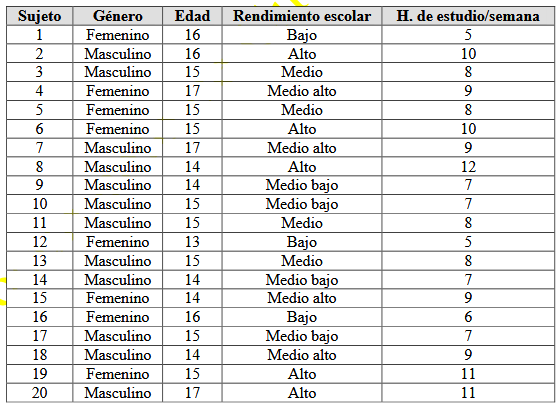 Sujeto Género Edad Rendimiento escolar H. de estudio/semana
1 Femenino 16 Bajo 5
2 Masculino 16 Alto 10
3 Masculino 15 Medio 8
4 Femenino 17 Medio alto 9
5 Femenino 15 Medio 8
6 Femenino 15 Alto 10
7 Masculino 17 Medio alto 9
8 Masculino 14 Alto 12
9 Masculino 14 Medio bajo 7
10 Masculino 15 Medio bajo 7
11 Masculino 15 Medio 8
12 Femenino 13 Bajo 5
13 Masculino 15 Medio 8
14 Masculino 14 Medio bajo 7
15 Femenino 14 Medio alto 9
16 Femenino 16 Bajo 6
17 Masculino 15 Medio bajo 7
18 Masculino 14 Medio alto 9
19 Femenino 15 Alto 11
20 Masculino 17 Alto 11